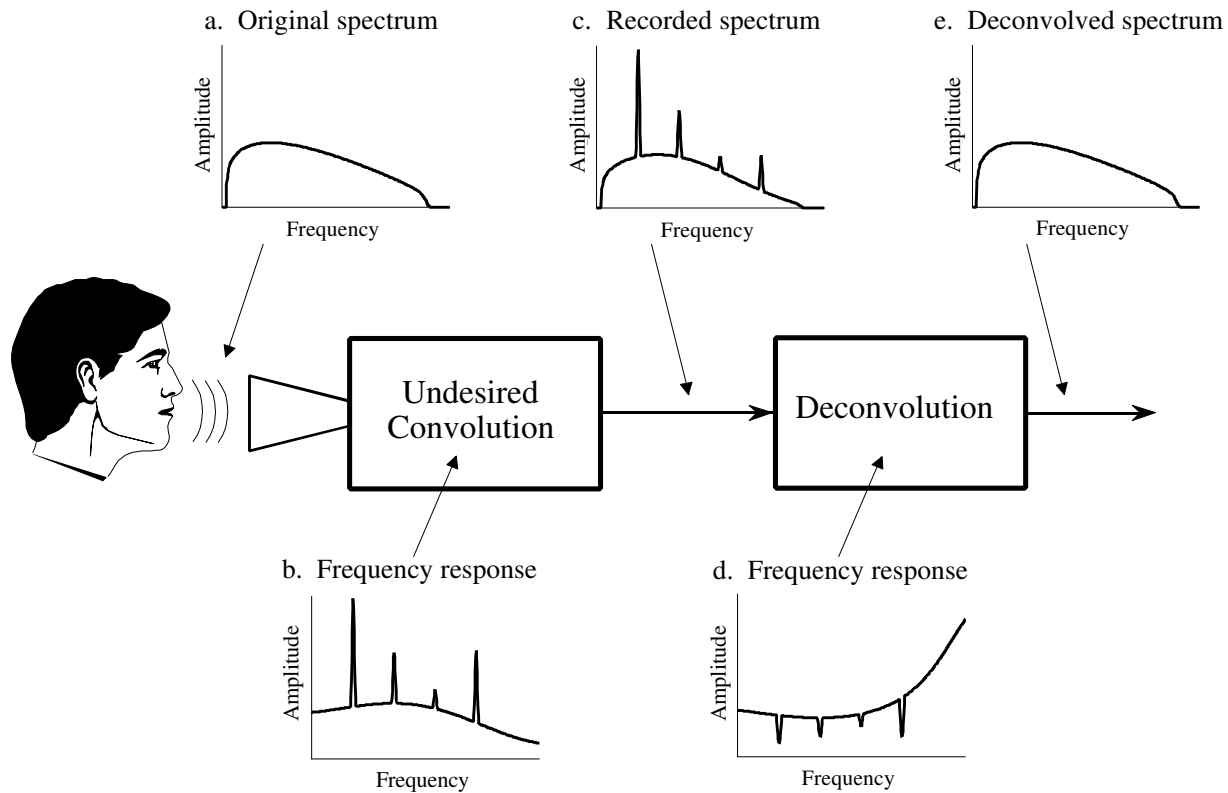 a. Original spectrum
Amplitude
Frequency
c. Recorded spectrum
Amplitude
Frequency
e. Deconvolved spectrum
Amplitude
Frequency
Undesired
Convolution
Deconvolution
b. Frequency response
Amplitude
Frequency
d. Frequency response
Amplitude
Frequency